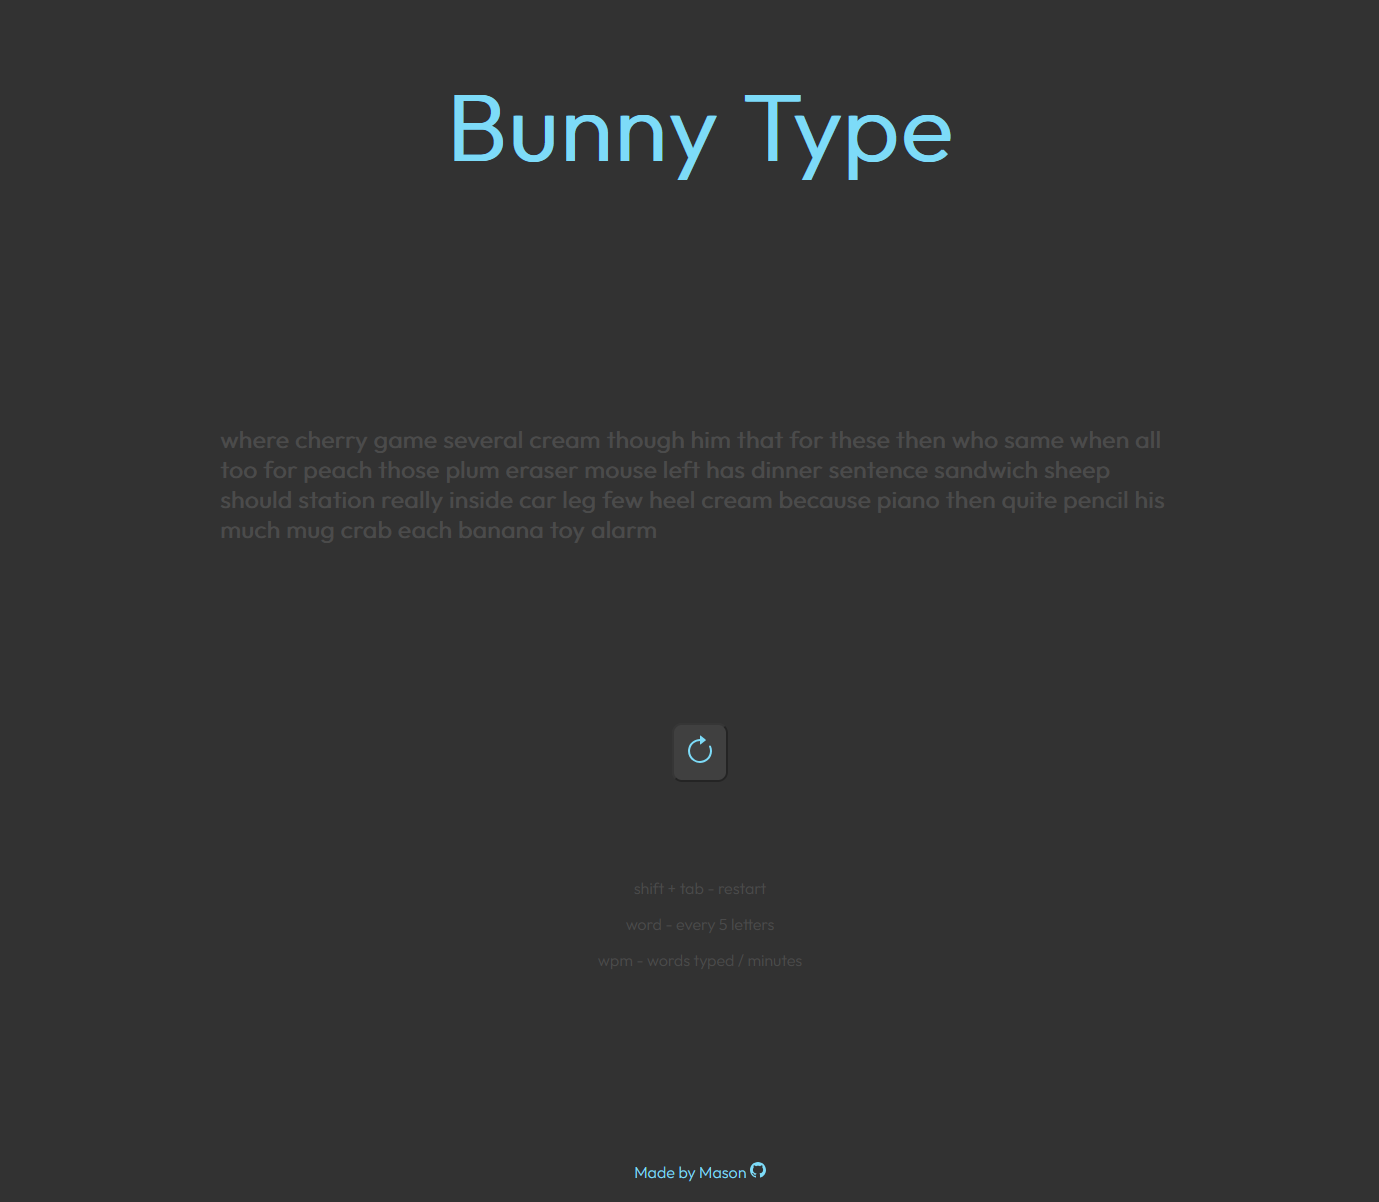 Bunny Type
where cherry game several cream though him that for these then who same when all
too for peach those plum eraser mouse left has dinner sentence sandwich sheep
should station really inside car leg few heel cream because piano then quite pencil his
much mug crab each banana toy alarm
shift + tab - restart
word - every 5 letters
wpm - words typed / minutes
Made by Mason